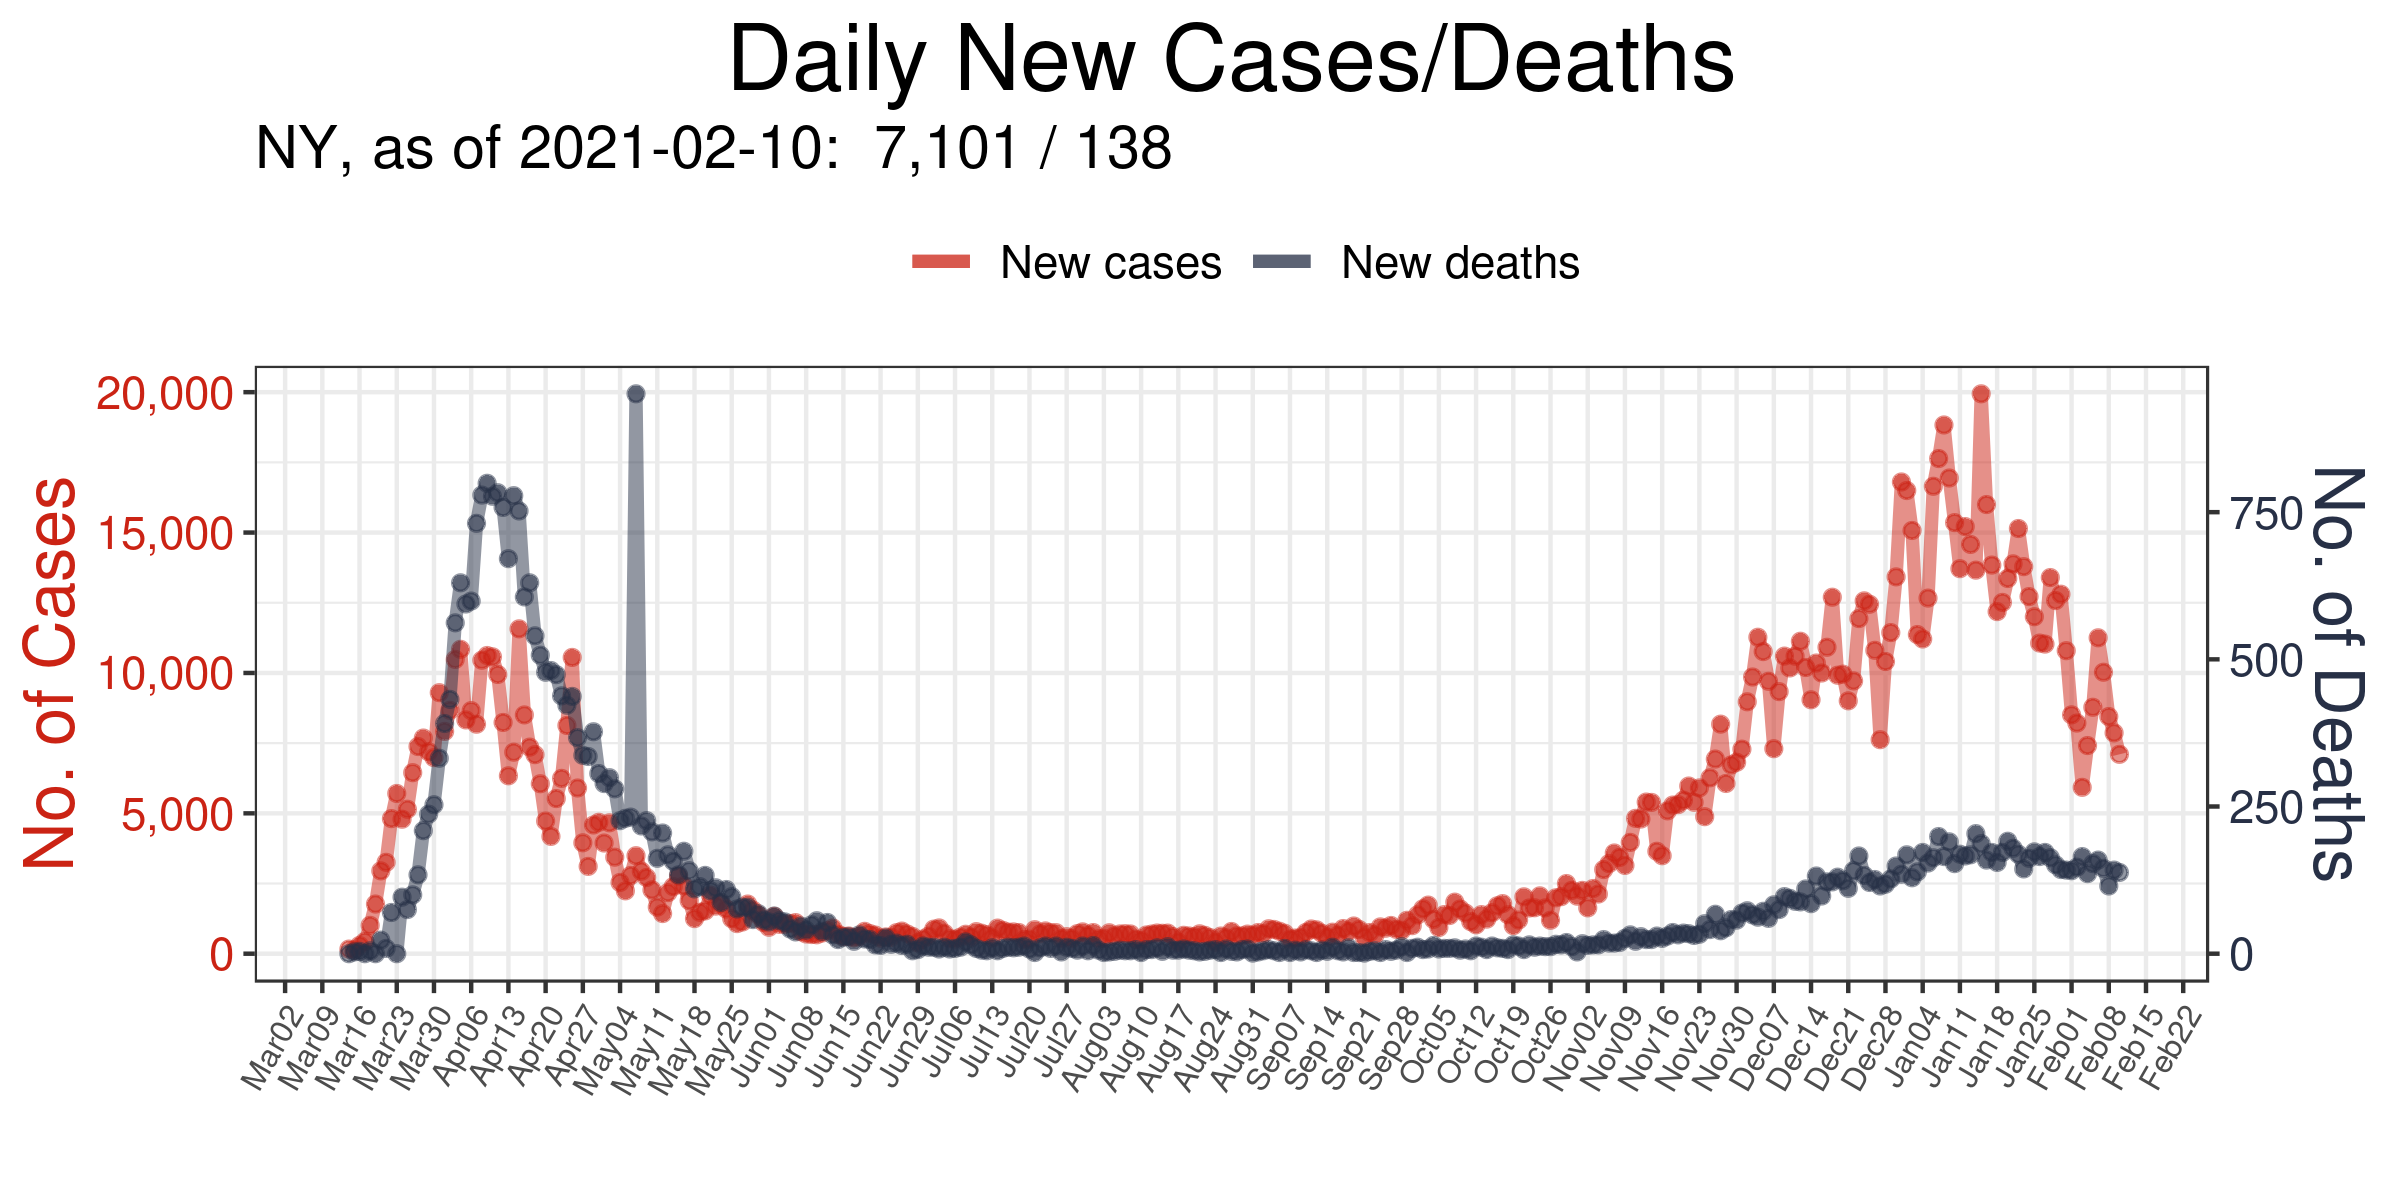 Daily New Cases/Deaths
NY, as of 2021-02-10:  7,101 / 138
New cases New deaths
No. of Cases
20,000
15,000
10,000
5,000
0
No. of Deaths
750
500
250
0
Mar02 Mar09 Mar16 Mar23 Mar30 Apr06 Apr13 Apr20 Apr27 May04 May11 May18 May25 Jun01 Jun08 Jun15 Jun22 Jun29 Jul06 Jul13 Jul20 Jul27 Aug03 Aug10 Aug17 Aug24 Aug31 Sep07 Sep14 Sep21 Sep28 Oct05 Oct12 Oct19 Oct26 Nov02 Nov09 Nov16 Nov23 Nov30 Dec07 Dec14 Dec21 Dec28 Jan04 Jan11 Jan18 Jan25 Feb01 Feb08 Feb15 Feb22